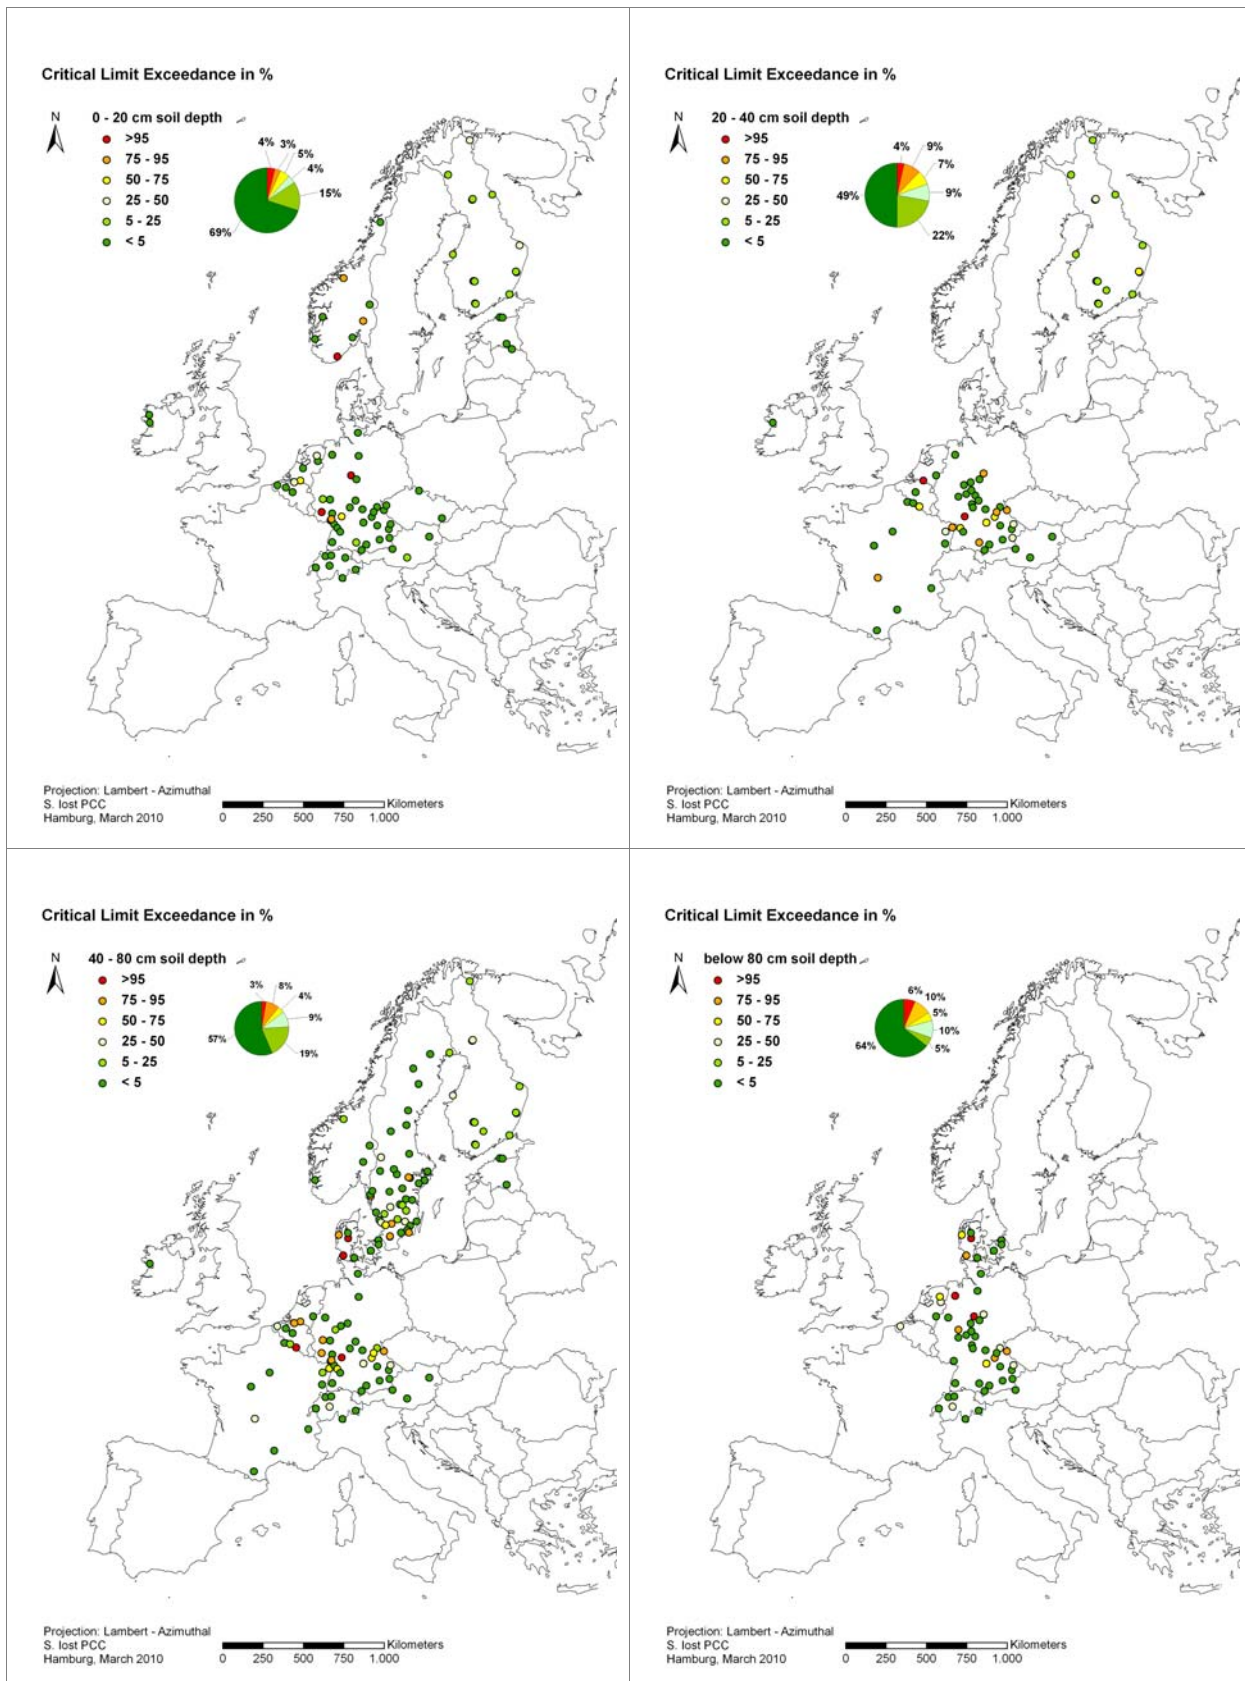 Critical Limit Exceedance in %
N
0 - 20 cm soil depth
>95
75 - 95
50 - 75
25 - 50
5 - 25
< 5
4%
3%
5%
4%
15%
69%
Projection: Lambert - Azimuthal
S. Iost PCC
Hamburg, March 2010
Kilometers
0 250 500 750 1.000
Critical Limit Exceedance in %
N
20 - 40 cm soil depth
>95
75 - 95
50 - 75
25 - 50
5 - 25
< 5
4%
9%
7%
9%
22%
49%
Projection: Lambert - Azimuthal
S. Iost PCC
Hamburg, March 2010
Kilometers
0 250 500 750 1.000
Critical Limit Exceedance in %
N
40 - 80 cm soil depth
>95
75 - 95
50 - 75
25 - 50
5 - 25
< 5
3%
8%
4%
9%
19%
57%
Projection: Lambert - Azimuthal
S. Iost PCC
Hamburg, March 2010
Kilometers
0 250 500 750 1.000
Critical Limit Exceedance in %
N
below 80 cm soil depth
>95
75 - 95
50 - 75
25 - 50
5 - 25
< 5
6%
10%
5%
10%
5%
64%
Projection: Lambert - Azimuthal
S. Iost PCC
Hamburg, March 2010
Kilometers
0 250 500 750 1.000